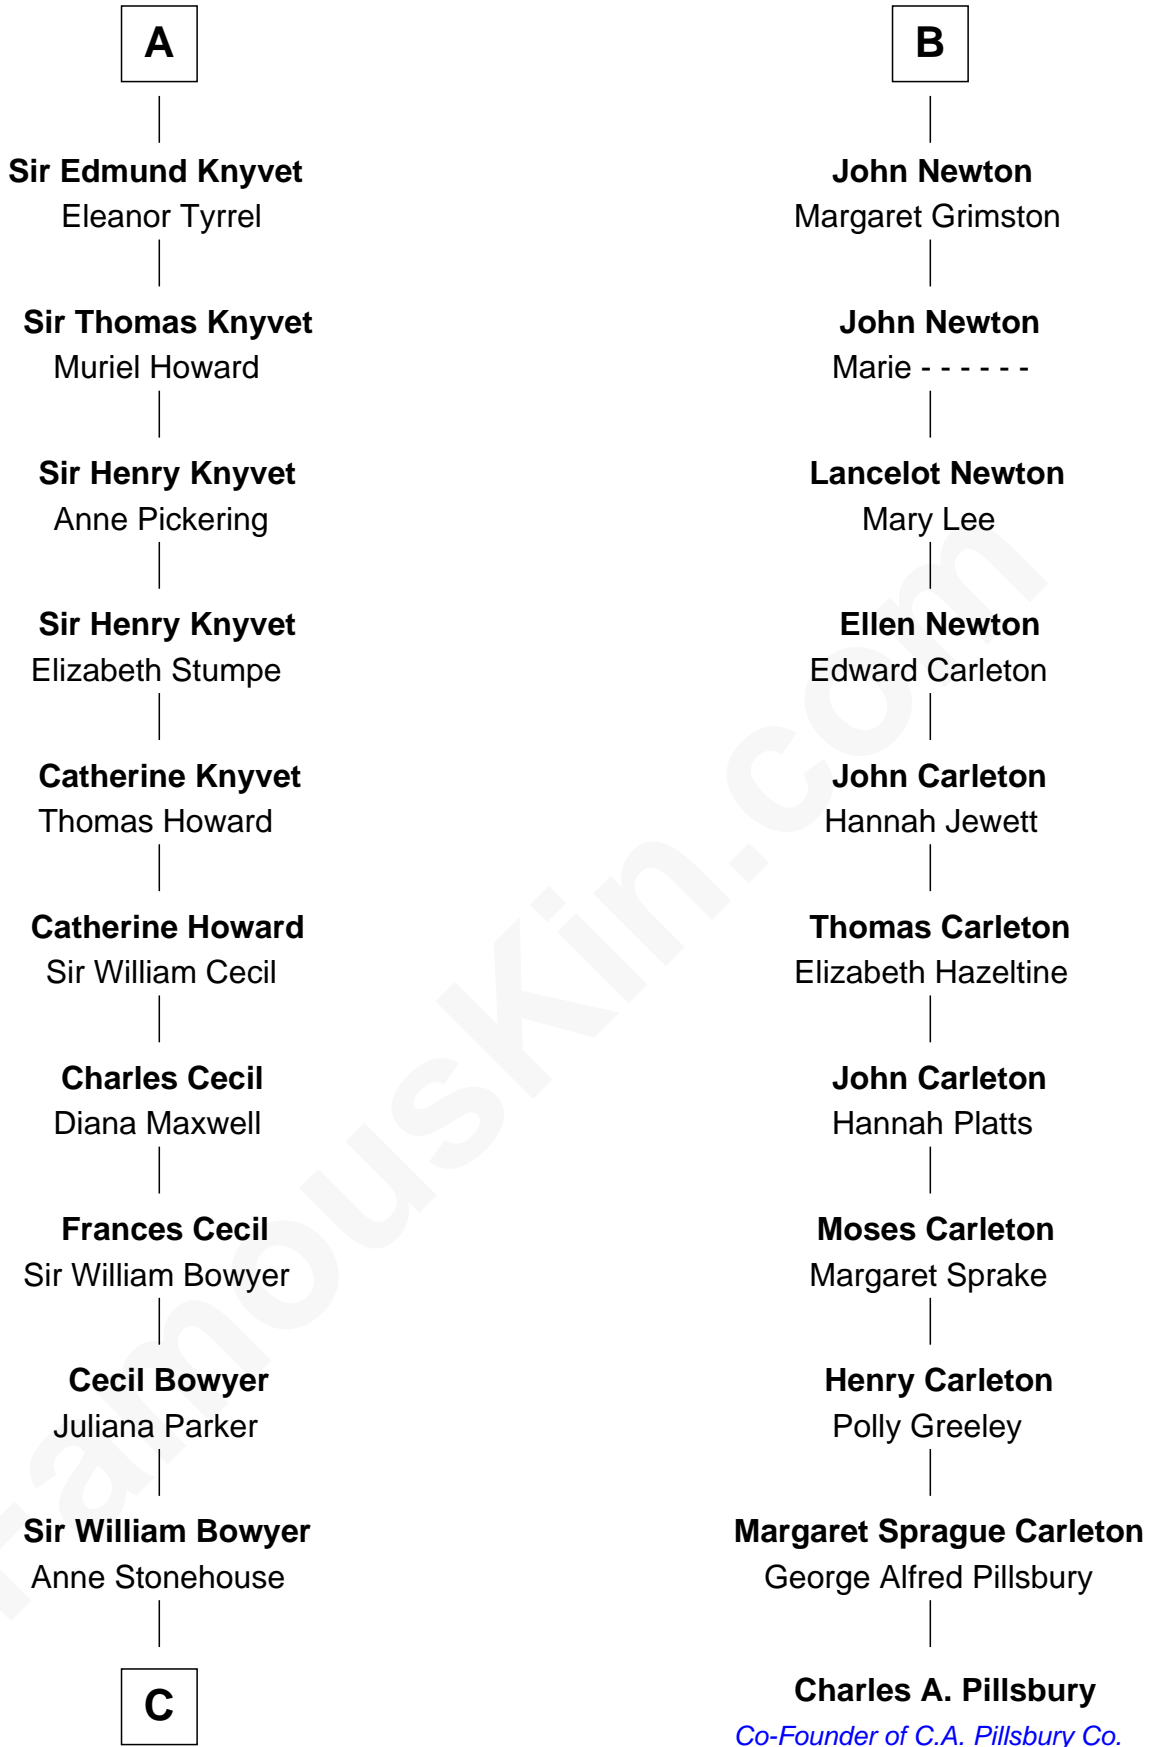 A
Sir Edmund Knyvet
Eleanor Tyrrel
Sir Thomas Knyvet
Muriel Howard
Sir Henry Knyvet
Anne Pickering
Sir Henry Knyvet
Elizabeth Stumpe
Catherine Knyvet
Thomas Howard
Catherine Howard
Sir William Cecil
Charles Cecil
Diana Maxwell
Frances Cecil
Sir William Bowyer
Cecil Bowyer
Juliana Parker
Sir William Bowyer
Anne Stonehouse
C
B
John Newton
Margaret Grimston
John Newton
Marie - - - - - -
Lancelot Newton
Mary Lee
Ellen Newton
Edward Carleton
John Carleton
Hannah Jewett
Thomas Carleton
Elizabeth Hazeltine
John Carleton
Hannah Platts
Moses Carleton
Margaret Sprake
Henry Carleton
Polly Greeley
Margaret Sprague Carleton
George Alfred Pillsbury
Charles A. Pillsbury
Co-Founder of C.A. Pillsbury Co.
FamousKin.com